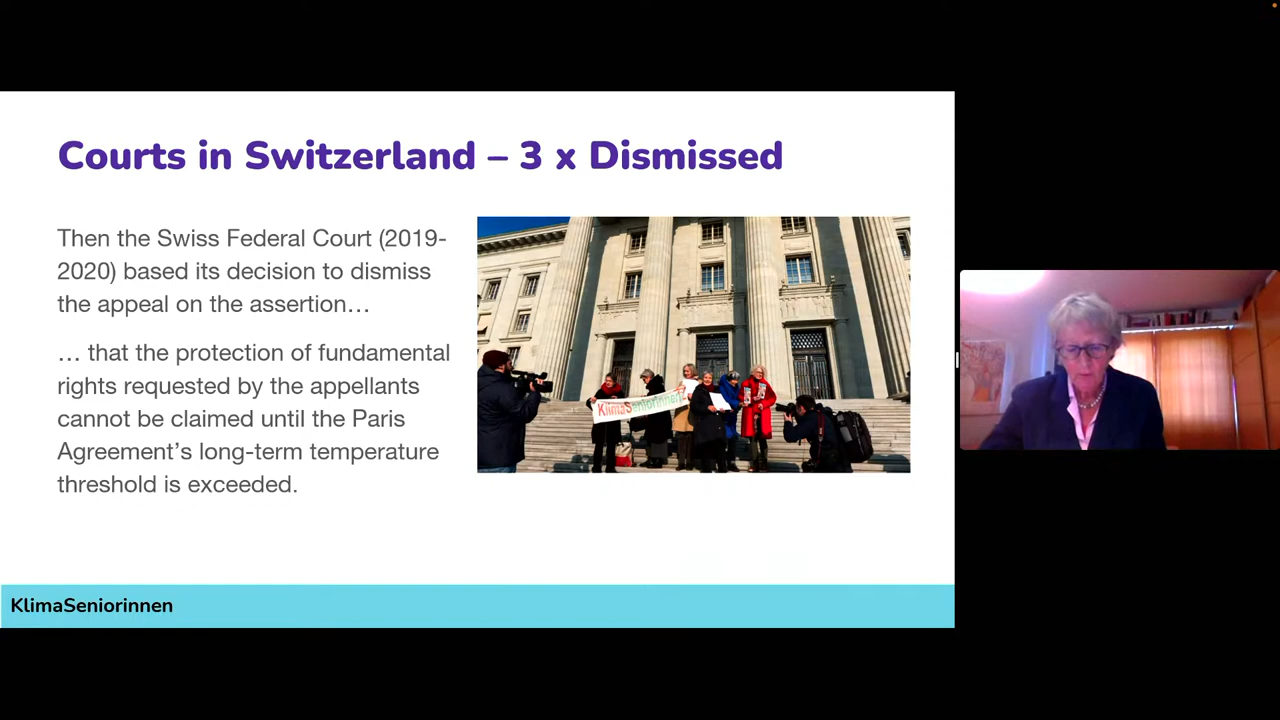 Courts in Switzerland – 3 x Dismissed
Then the Swiss Federal Court (2019-
2020) based its decision to dismiss
the appeal on the assertion…
… that the protection of fundamental
rights requested by the appellants
cannot be claimed until the Paris
Agreement’s long-term temperature
threshold is exceeded.
KlimaSeniorinnen
KlimaSeniorinnen